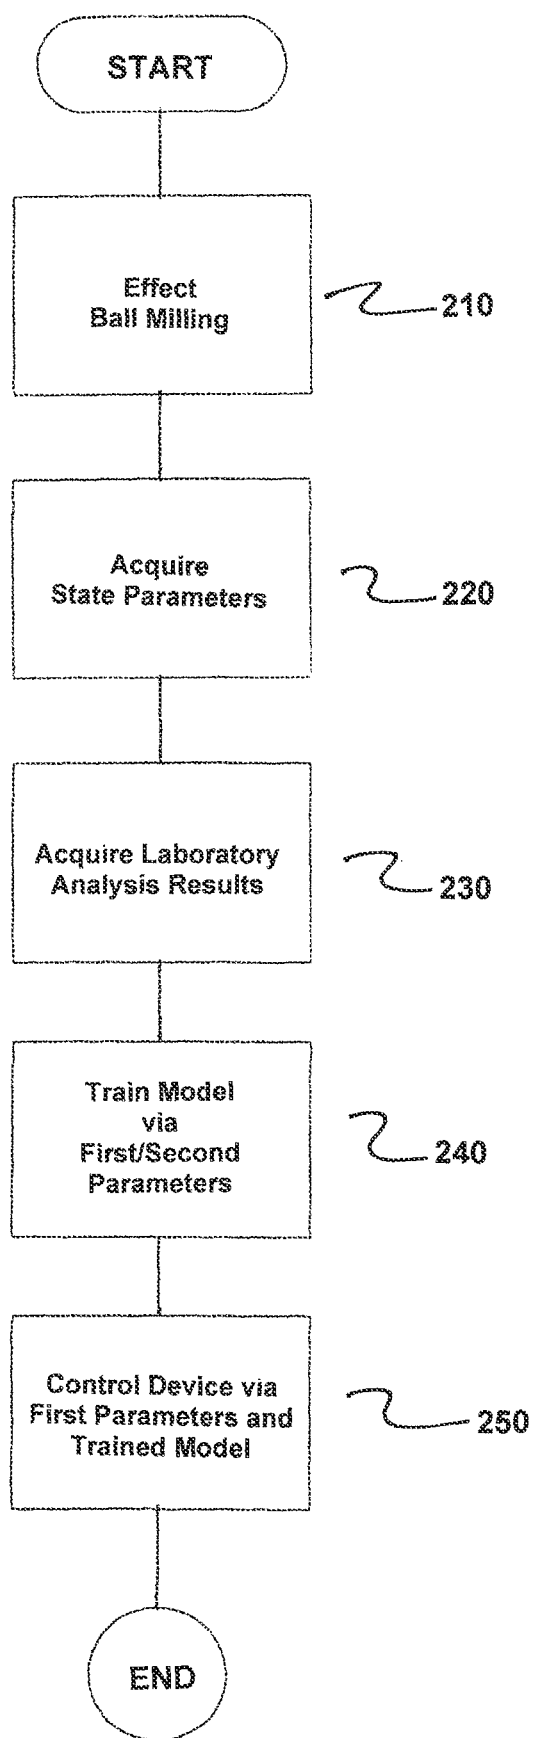 START
Effect
Ball Milling
210
Acquire
State Parameters
220
Acquire Laboratory
Analysis Results
230
Train Model
via
First/Second
Parameters
240
Control Device via
First Parameters and
Trained Model
250
END